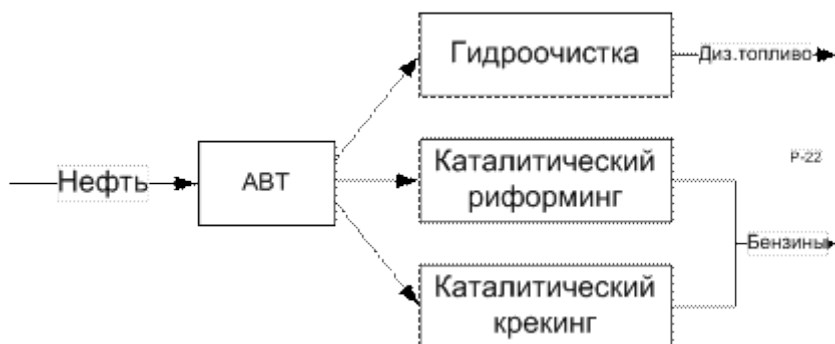 Гидроочистка
Диз.топливо
Нефть
АВТ
Каталитический
риформинг
Р-22
Бензины
Каталитический
крекинг